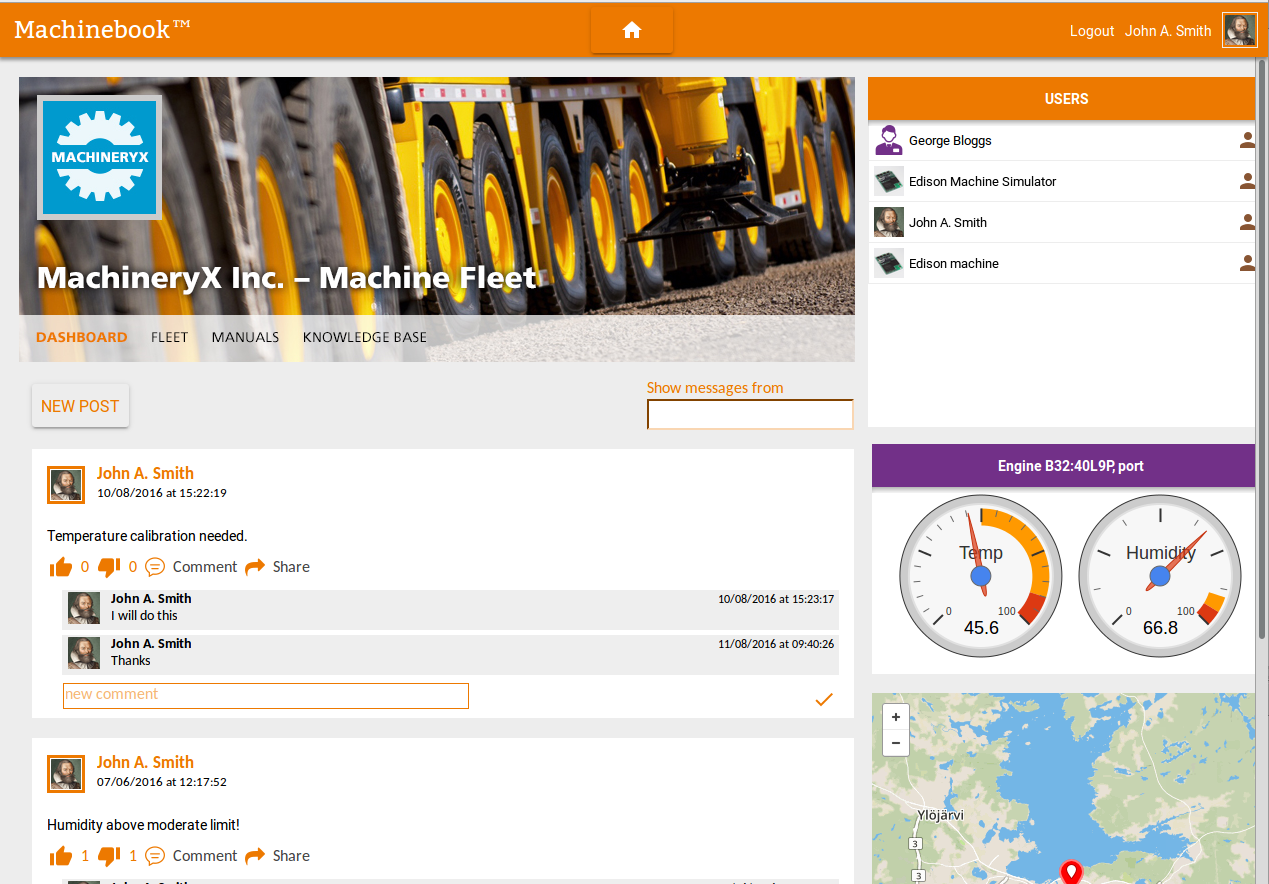 Machinebook™
Logout John A. Smith
MACHINERYX
MachineryX Inc. – Machine Fleet
DASHBOARD FLEET MANUALS KNOWLEDGE BASE
NEW POST
Show messages from
John A. Smith
10/08/2016 at 15:22:19
Temperature calibration needed.
0 0 Comment Share
John A. Smith 10/08/2016 at 15:23:17
I will do this
John A. Smith 11/08/2016 at 09:40:26
Thanks
new comment
John A. Smith
07/06/2016 at 12:17:52
Humidity above moderate limit!
1 1 Comment Share
USERS
George Bloggs
Edison Machine Simulator
John A. Smith
Edison machine
Engine B32:40L9P, port
Temp
0 100
45.6
Humidity
0 100
66.8
+
−
Ylöjärvi
3
3